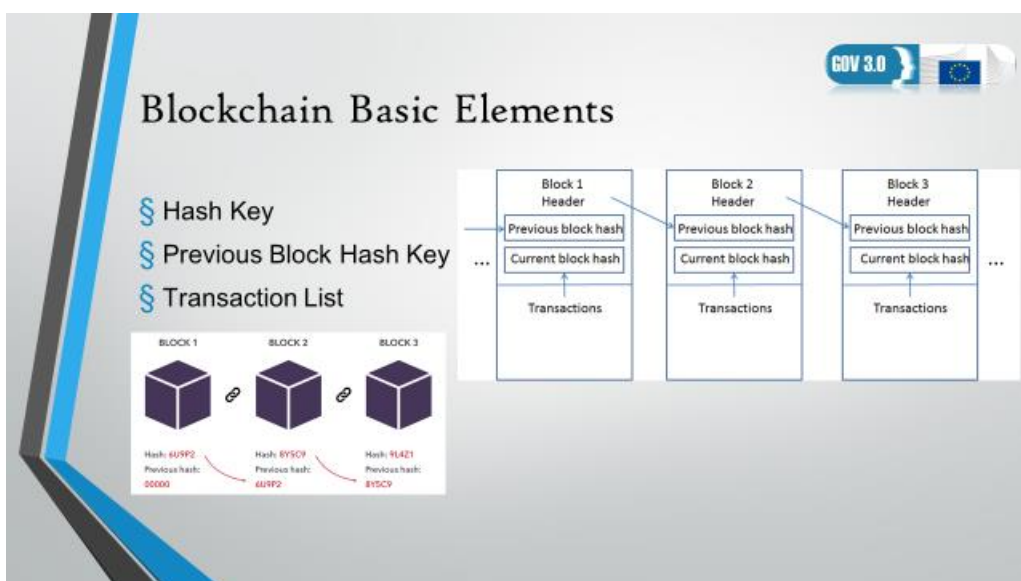 GOV 3.0
Blockchain Basic Elements
§ Hash Key
§ Previous Block Hash Key
§ Transaction List
Block 1
Header
Previous block hash
Current block hash
Transactions
Block 2
Header
Previous block hash
Current block hash
Transactions
Block 3
Header
Previous block hash
Current block hash
Transactions
...
...
BLOCK 1
Hash: 6U9P2
Previous hash:
00000
BLOCK 2
Hash: 8Y5C9
Previous hash:
6U9P2
BLOCK 3
Hash: 9L4Z1
Previous hash:
8Y5C9